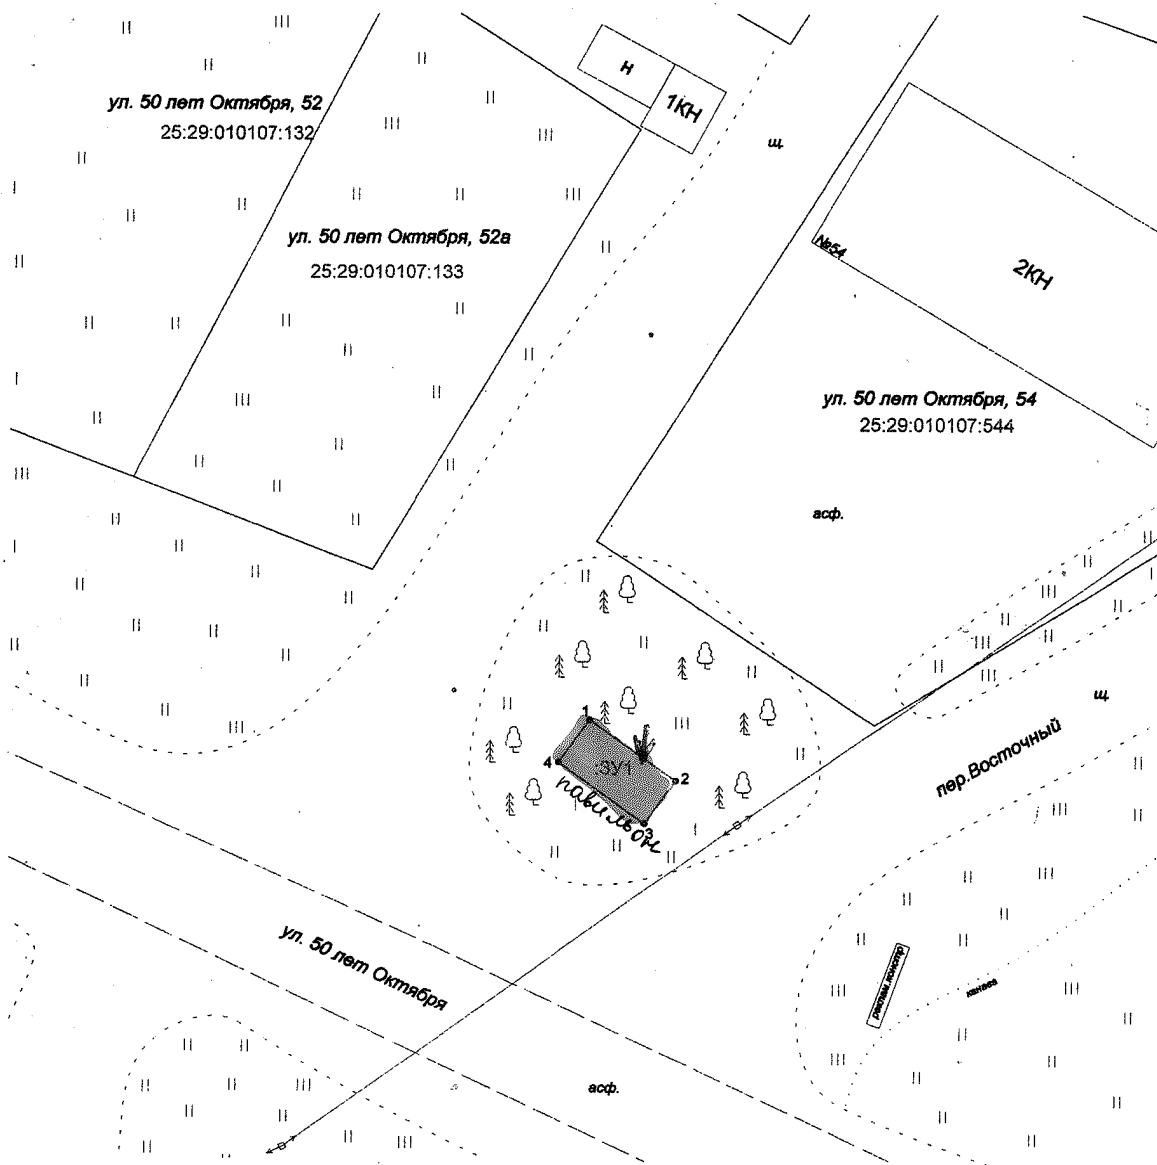 н
ул. 50 лет Октября, 52
25:29:010107:132
1КН
щ
ул. 50 лет Октября, 52а
25:29:010107:133
№54
2КН
ул. 50 лет Октября, 54
25:29:010107:544
асф.
щ
1
4
:ЗУ1
2
3
павильон
пер.Восточный
ул. 50 лет Октября
реклам.констр
канава
асф.